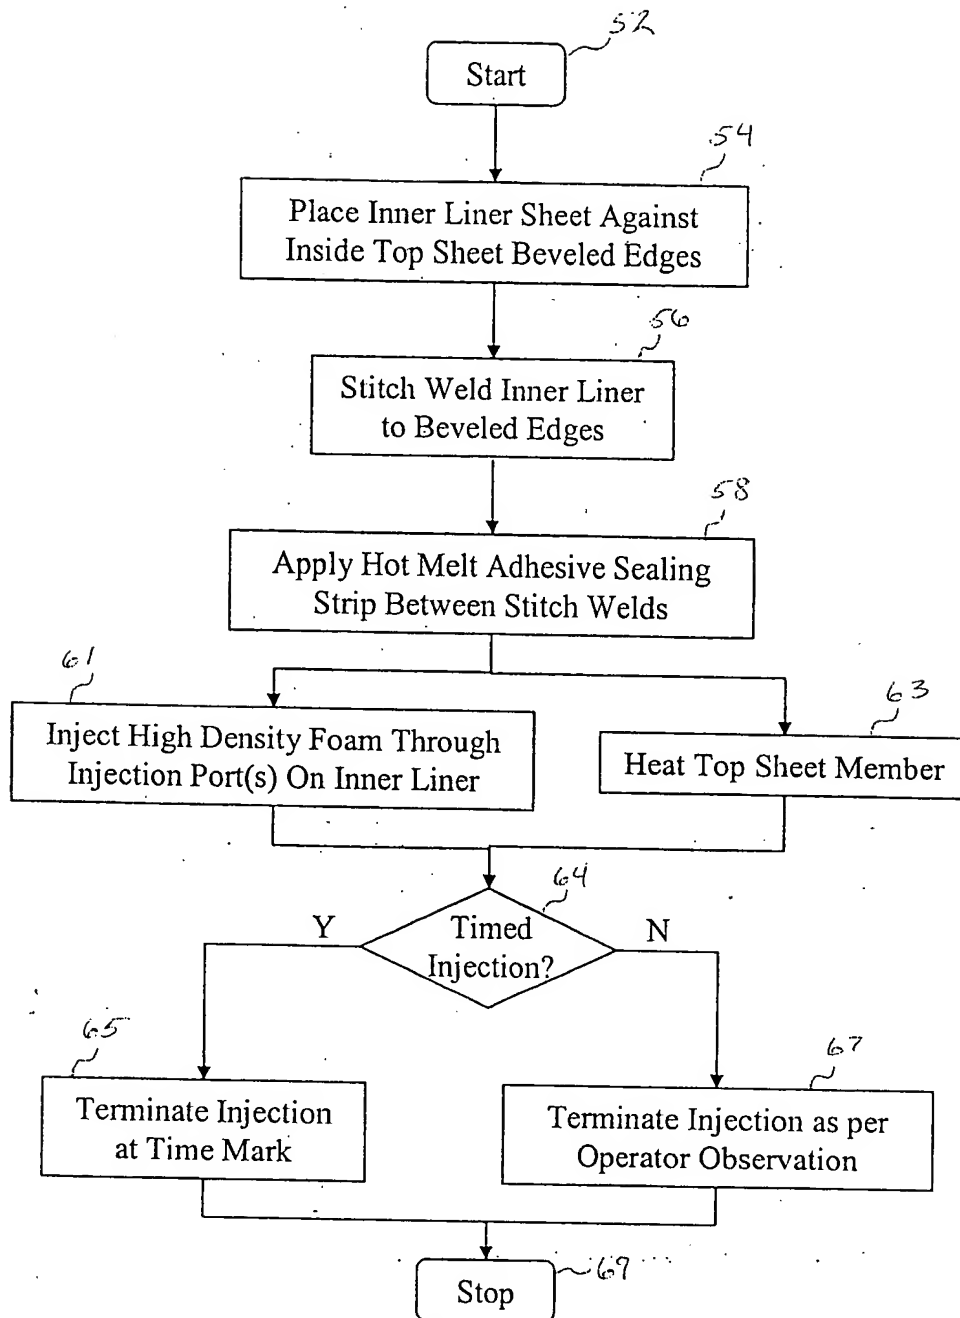 52
Start
54
Place Inner Liner Sheet Against
Inside Top Sheet Beveled Edges
56
Stitch Weld Inner Liner
to Beveled Edges
58
Apply Hot Melt Adhesive Sealing
Strip Between Stitch Welds
61
Inject High Density Foam Through
Injection Port(s) On Inner Liner
63
Heat Top Sheet Member
64
Timed
Injection?
Y
N
65
Terminate Injection
at Time Mark
67
Terminate Injection as per
Operator Observation
69
Stop